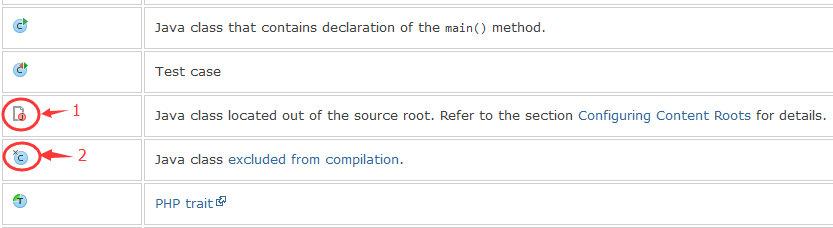 C Java class that contains declaration of the main() method.
C Test case
1 Java class located out of the source root. Refer to the section Configuring Content Roots for details.
C 2 Java class excluded from compilation.
T PHP trait